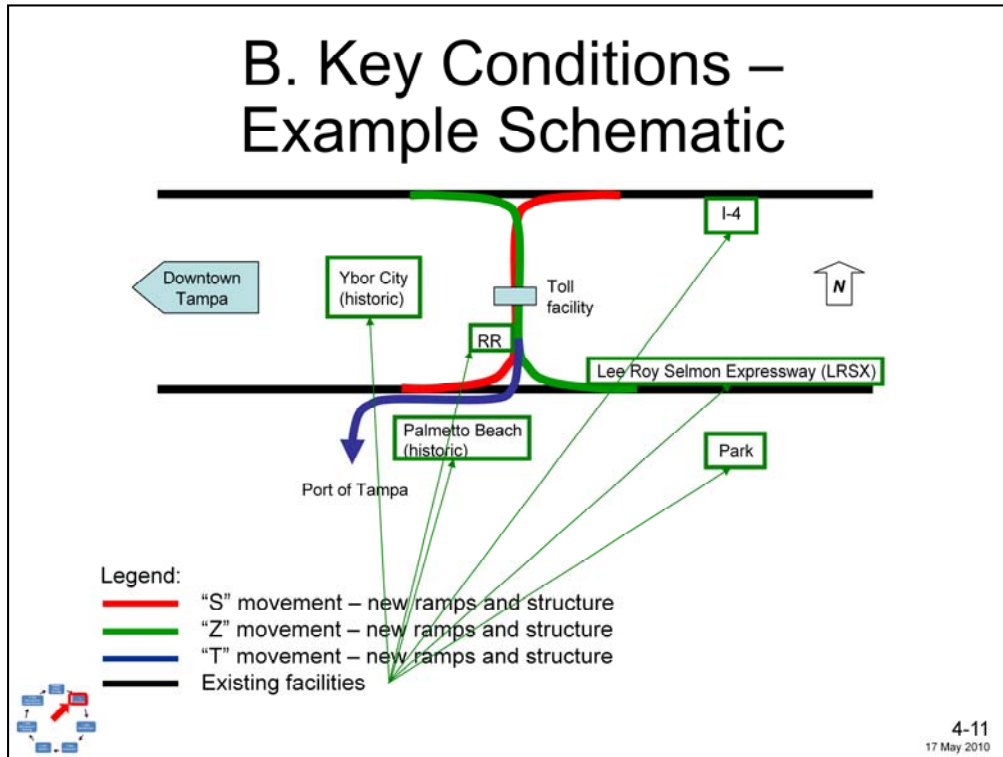 B. Key Conditions –
Example Schematic
I-4
Downtown
Tampa
Ybor City
(historic)
Toll
facility
N
RR
Lee Roy Selmon Expressway (LRSX)
Palmetto Beach
(historic)
Park
Port of Tampa
Legend:
“S” movement – new ramps and structure
“Z” movement – new ramps and structure
“T” movement – new ramps and structure
Existing facilities
4-11
17 May 2010